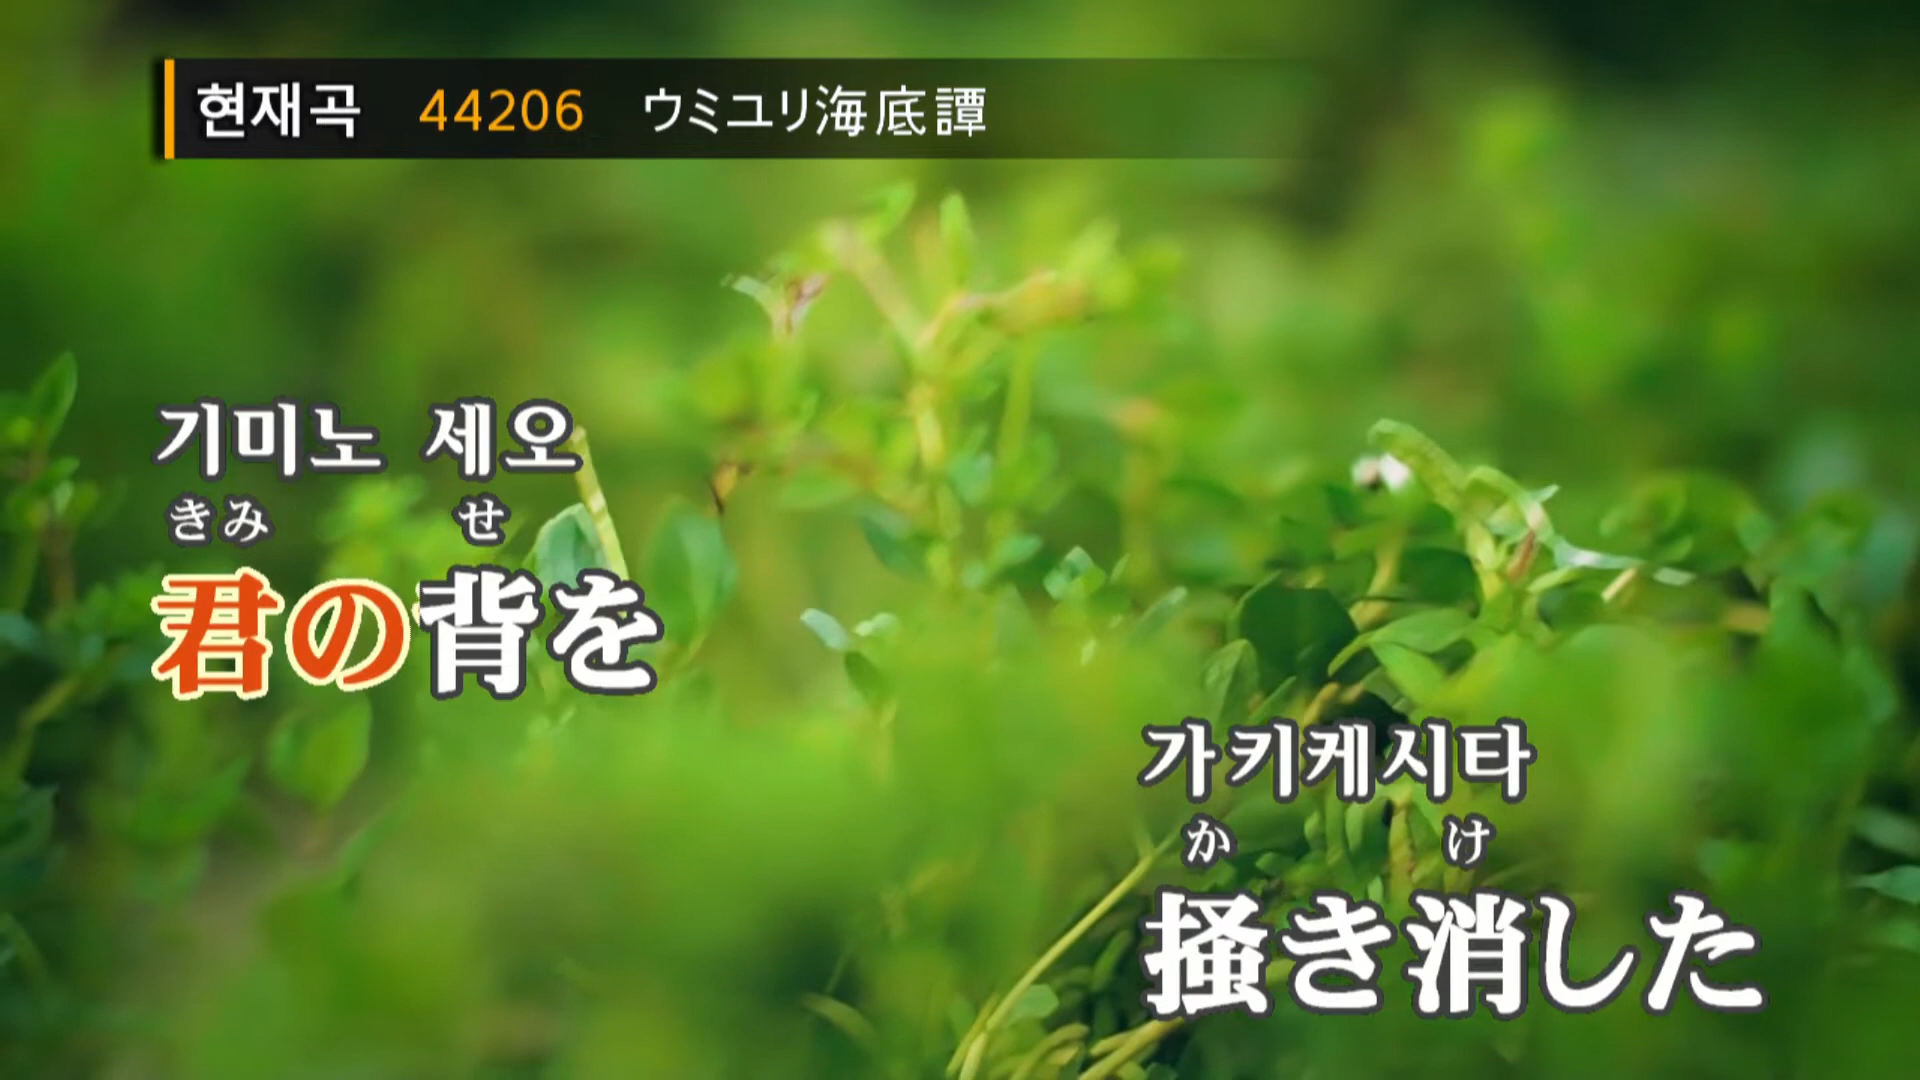 현재곡 44206 ウミユリ海底譚
기미노 세오
きみ せ
君の背を
가키케시타
か け
掻き消した